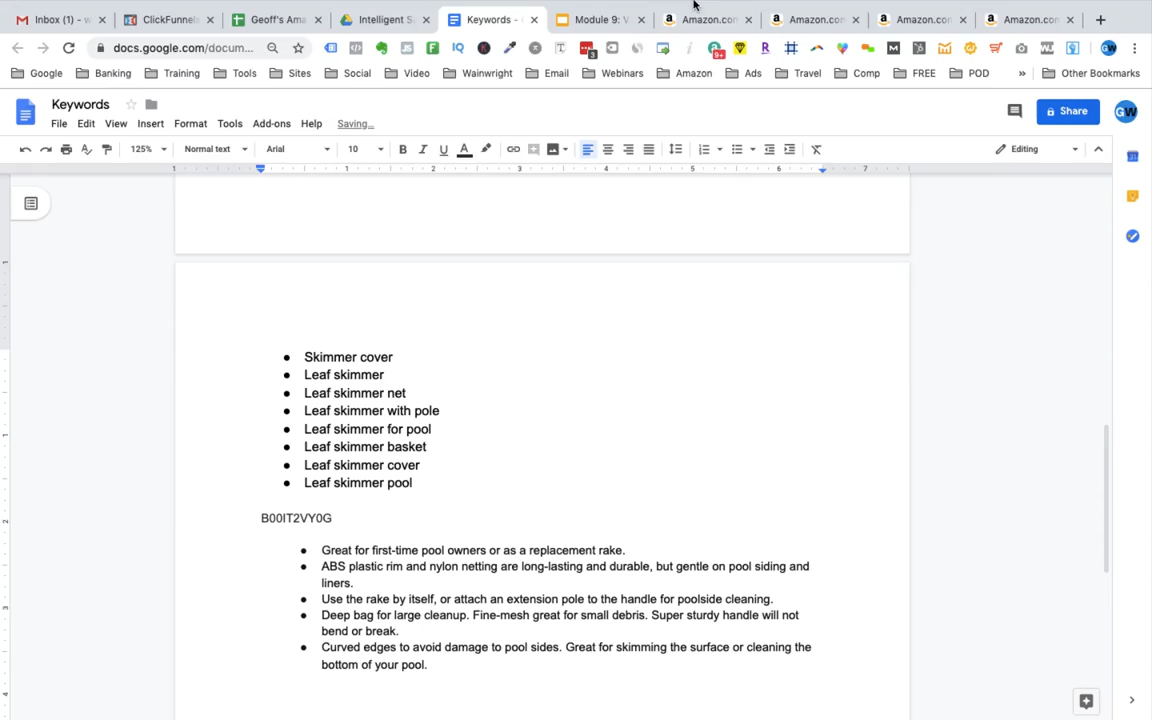 Inbox (1) - w
ClickFunnels
Geoff's Ama
Intelligent S
Keywords -
Module 9: V
Amazon.com
Amazon.com
Amazon.com
Amazon.com
docs.google.com/docum...
Google
Banking
Training
Tools
Sites
Social
Video
Wainwright
Email
Webinars
Amazon
Ads
Travel
Comp
FREE
POD
Other Bookmarks
Keywords
File Edit View Insert Format Tools Add-ons Help Saving...
Share
GW
125% Normal text Arial 10
Editing
Skimmer cover
Leaf skimmer
Leaf skimmer net
Leaf skimmer with pole
Leaf skimmer for pool
Leaf skimmer basket
Leaf skimmer cover
Leaf skimmer pool
B00IT2VY0G
Great for first-time pool owners or as a replacement rake.
ABS plastic rim and nylon netting are long-lasting and durable, but gentle on pool siding and
liners.
Use the rake by itself, or attach an extension pole to the handle for poolside cleaning.
Deep bag for large cleanup. Fine-mesh great for small debris. Super sturdy handle will not
bend or break.
Curved edges to avoid damage to pool sides. Great for skimming the surface or cleaning the
bottom of your pool.